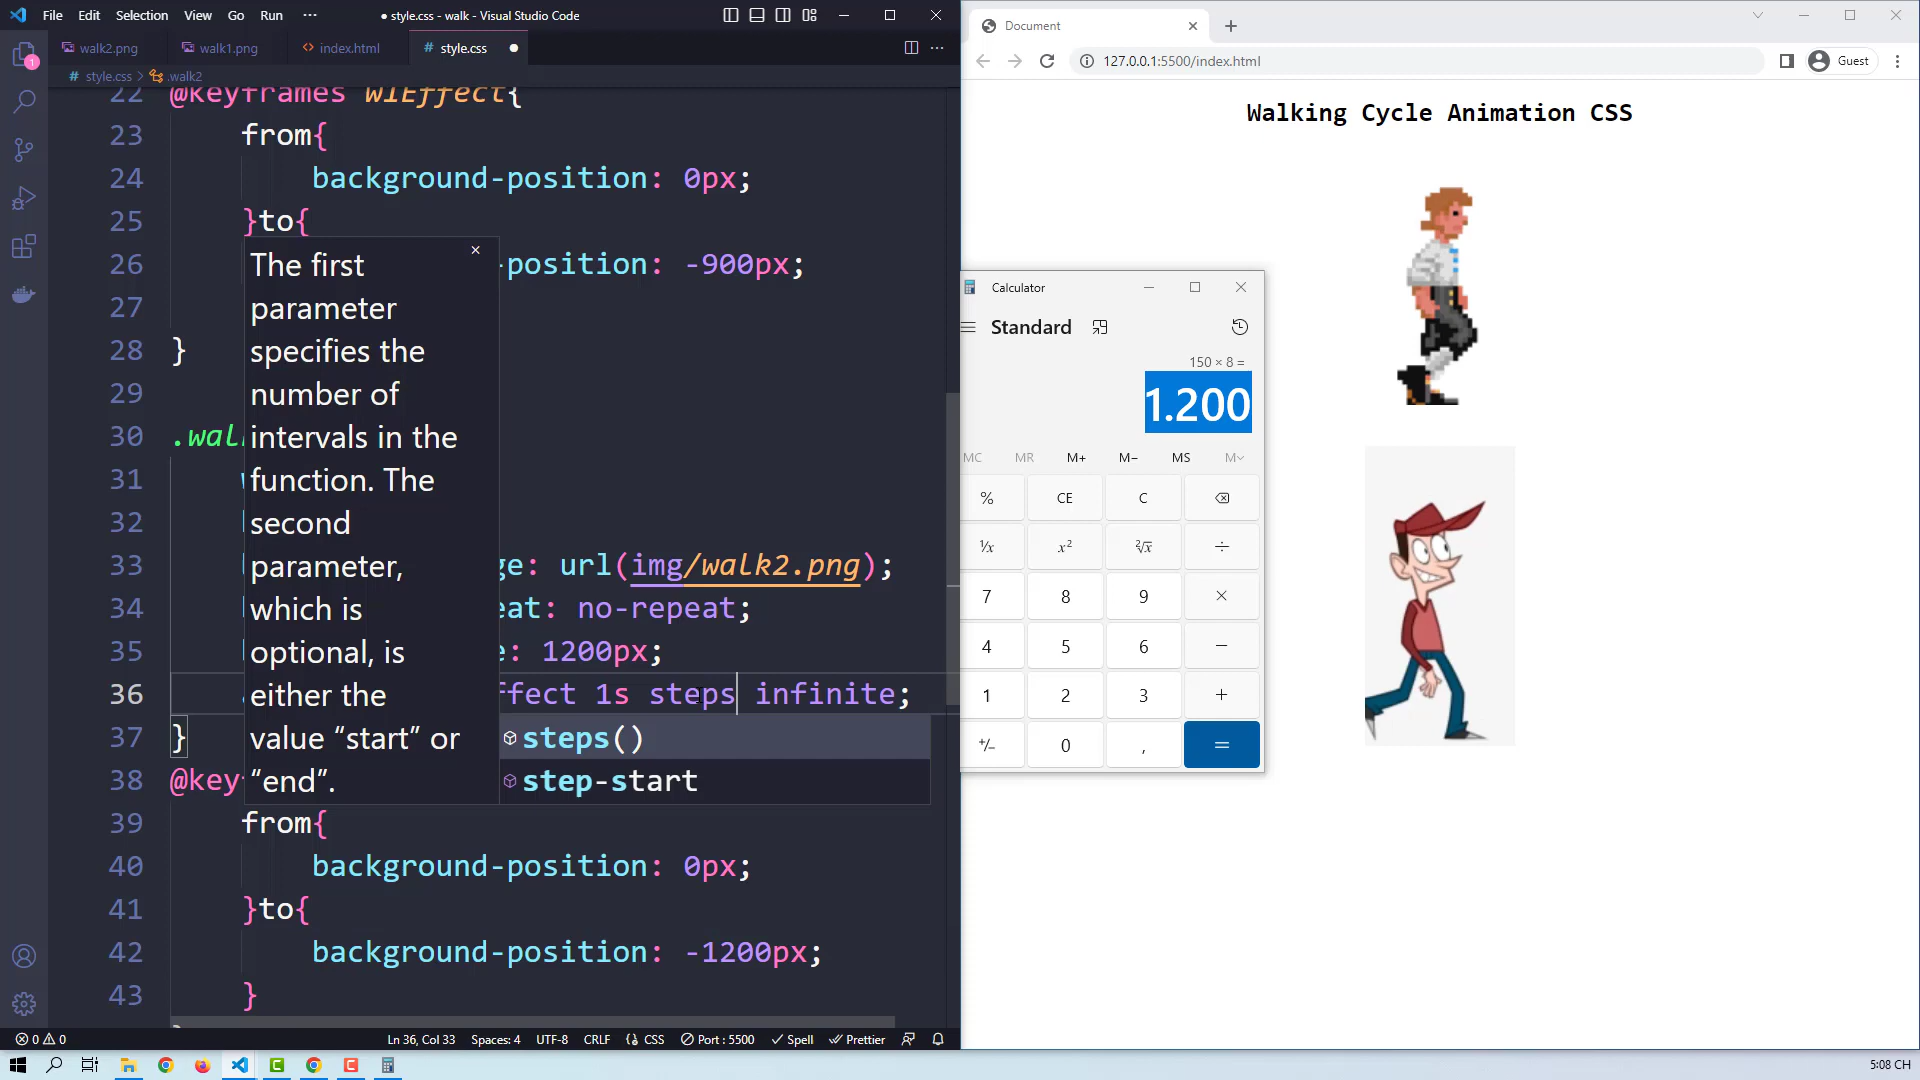 File Edit Selection View Go Run ···
● style.css - walk - Visual Studio Code
walk2.png walk1.png index.html style.css
style.css > .walk2
22 @keyframes w1Effect{
23 from{
24 background-position: 0px;
25 }to{
26 -position: -900px;
27
28 }
29
30 .wal
31
32
33 ge: url(img/walk2.png);
34 eat: no-repeat;
35 e: 1200px;
36 ffect 1s steps infinite;
37 }
38 @key
39 from{
40 background-position: 0px;
41 }to{
42 background-position: -1200px;
43 }
The first
parameter
specifies the
number of
intervals in the
function. The
second
parameter,
which is
optional, is
either the
value “start” or
“end”.
steps()
step-start
1
0 0 Ln 36, Col 33 Spaces: 4 UTF-8 CRLF CSS Port : 5500 Spell Prettier
Document
127.0.0.1:5500/index.html Guest
Walking Cycle Animation CSS
Calculator
Standard
150 × 8 =
1.200
MC MR M+ M− MS M
% CE C
¹/x x² ²√x ÷
7 8 9 ×
4 5 6 −
1 2 3 +
+/− 0 , =
5:08 CH